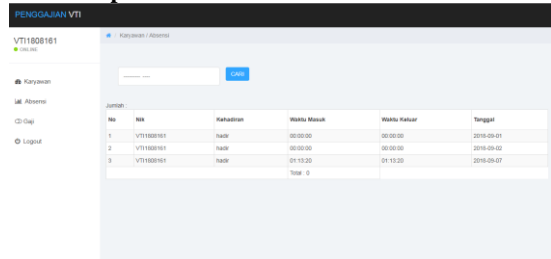 PENGGAJIAN VTI
VTI1808161
ONLINE
/ Karyawan / Absensi
Karyawan
CARI
Absensi
Jumlah :
Gaji
No Nik Kehadiran Waktu Masuk Waktu Keluar Tanggal
1 VTI1808161 hadir 00:00:00 00:00:00 2018-09-01
Logout
2 VTI1808161 hadir 00:00:00 00:00:00 2018-09-02
3 VTI1808161 hadir 01:13:20 01:13:20 2018-09-07
Total : 0